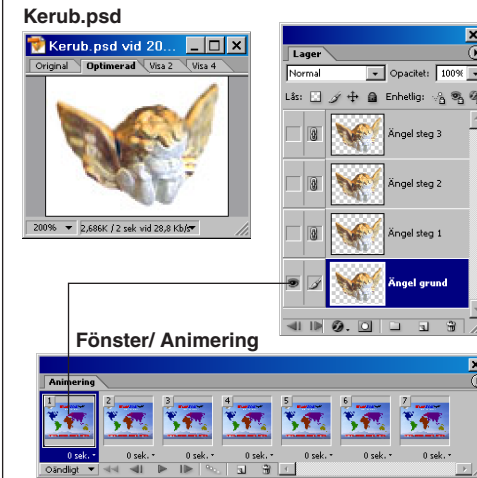 Kerub.psd
Kerub.psd vid 20...
Original Optimerad Visa 2 Visa 4
200% 2,686K / 2 sek vid 28,8 Kb/s
Lager
Normal Opacitet: 100%
Lås: Enhetlig:
Ängel steg 3
Ängel steg 2
Ängel steg 1
Ängel grund
Fönster/ Animering
Animering
1 2 3 4 5 6 7
0 sek. 0 sek. 0 sek. 0 sek. 0 sek. 0 sek. 0 sek.
Oändligt